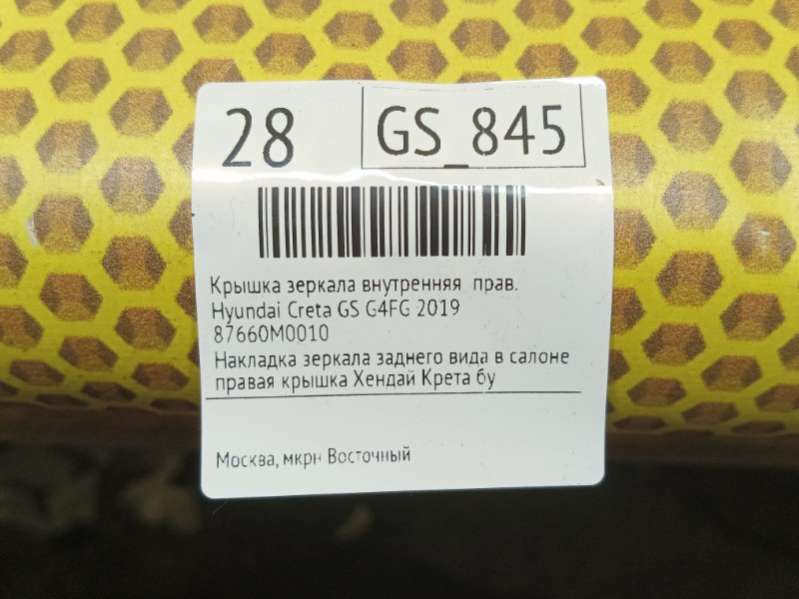 28 GS_845
Крышка зеркала внутренняя прав.
Hyundai Creta GS G4FG 2019
87660M0010
Накладка зеркала заднего вида в салоне
правая крышка Хендай Крета бу
Москва, мкрн Восточный